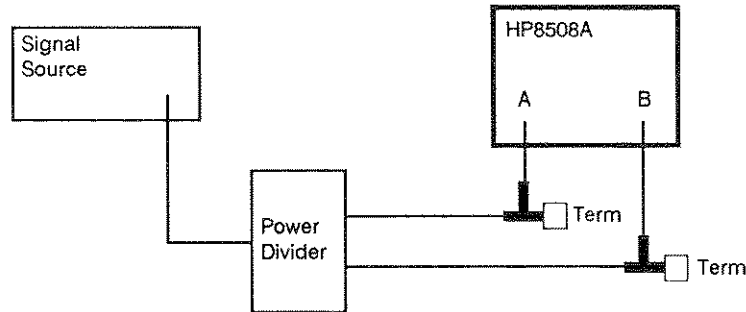 Signal
Source
HP8508A
A
B
Power
Divider
Term
Term